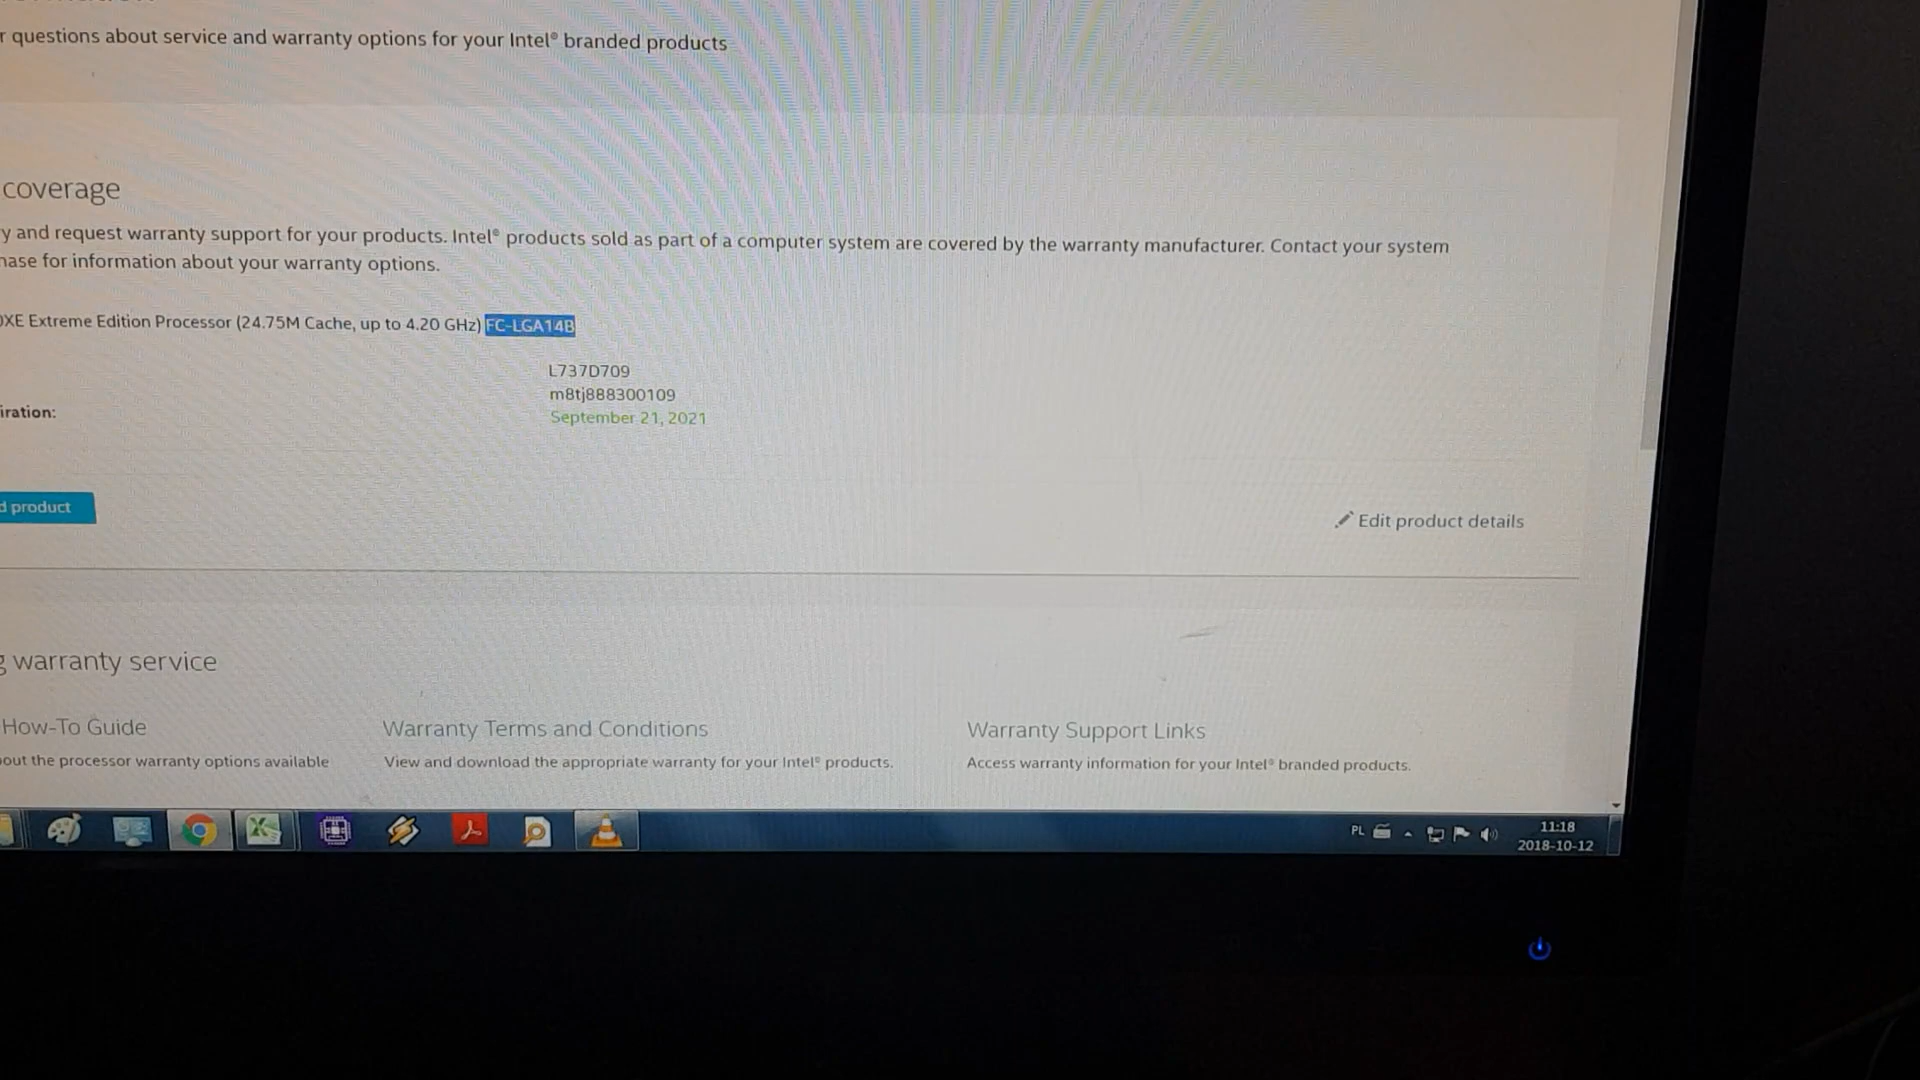 questions about service and warranty options for your Intel® branded products
coverage
y and request warranty support for your products. Intel® products sold as part of a computer system are covered by the warranty manufacturer. Contact your system
hase for information about your warranty options.
XE Extreme Edition Processor (24.75M Cache, up to 4.20 GHz) FC-LGA14B
L737D709
m8tj888300109
iration:
September 21, 2021
d product
Edit product details
g warranty service
How-To Guide
Warranty Terms and Conditions
Warranty Support Links
out the processor warranty options available
View and download the appropriate warranty for your Intel® products.
Access warranty information for your Intel® branded products.
PL
11:18
2018-10-12